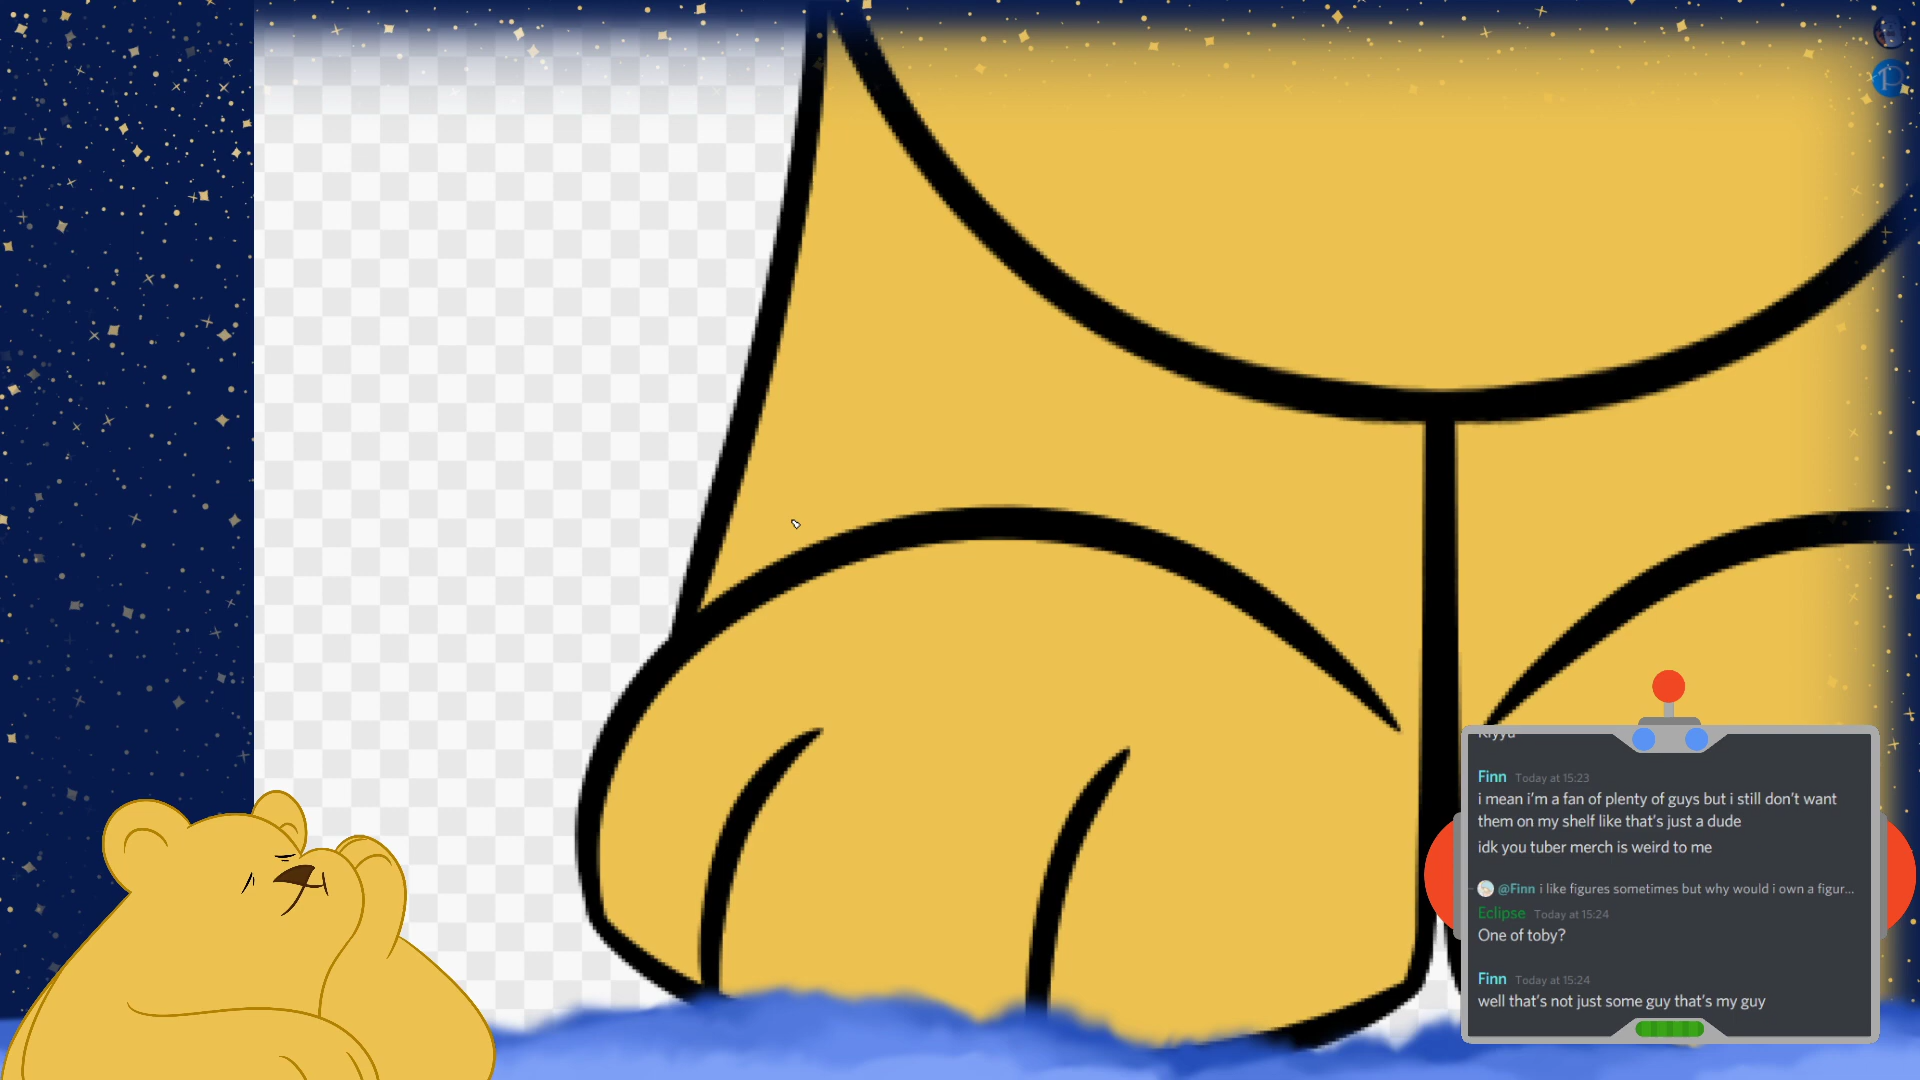 Kiyya
Finn Today at 15:23
i mean i'm a fan of plenty of guys but i still don't want
them on my shelf like that's just a dude
idk you tuber merch is weird to me
@Finn i like figures sometimes but why would i own a figur...
Eclipse Today at 15:24
One of toby?
Finn Today at 15:24
well that's not just some guy that's my guy